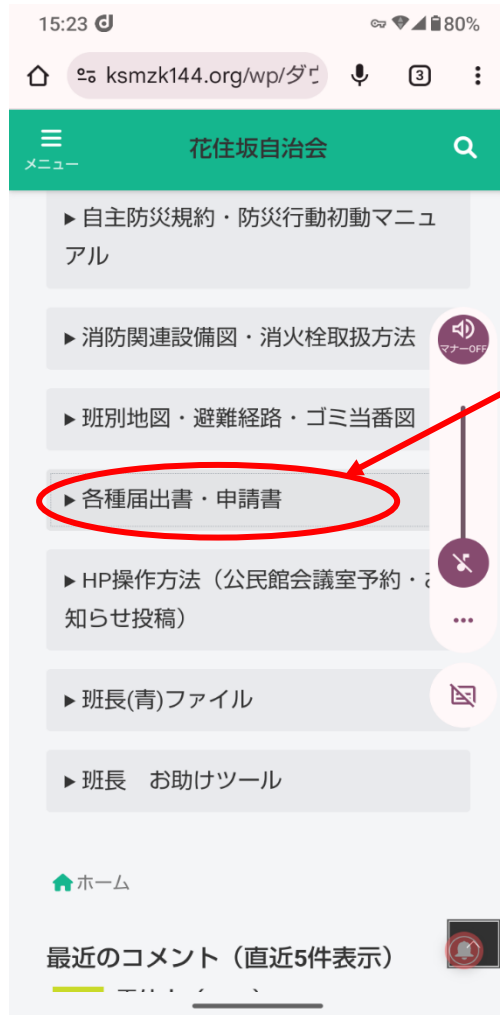 15:23 80%
ksmzk144.org/wp/ダウ 3
メニュー 花住坂自治会
▶自主防災規約・防災行動初動マニュ
アル
▶消防関連設備図・消火栓取扱方法
マナーOFF
▶班別地図・避難経路・ゴミ当番図
▶各種届出書・申請書
▶HP操作方法（公民館会議室予約・お
知らせ投稿）
▶班長(青)ファイル
▶班長　お助けツール
ホーム
最近のコメント（直近5件表示）